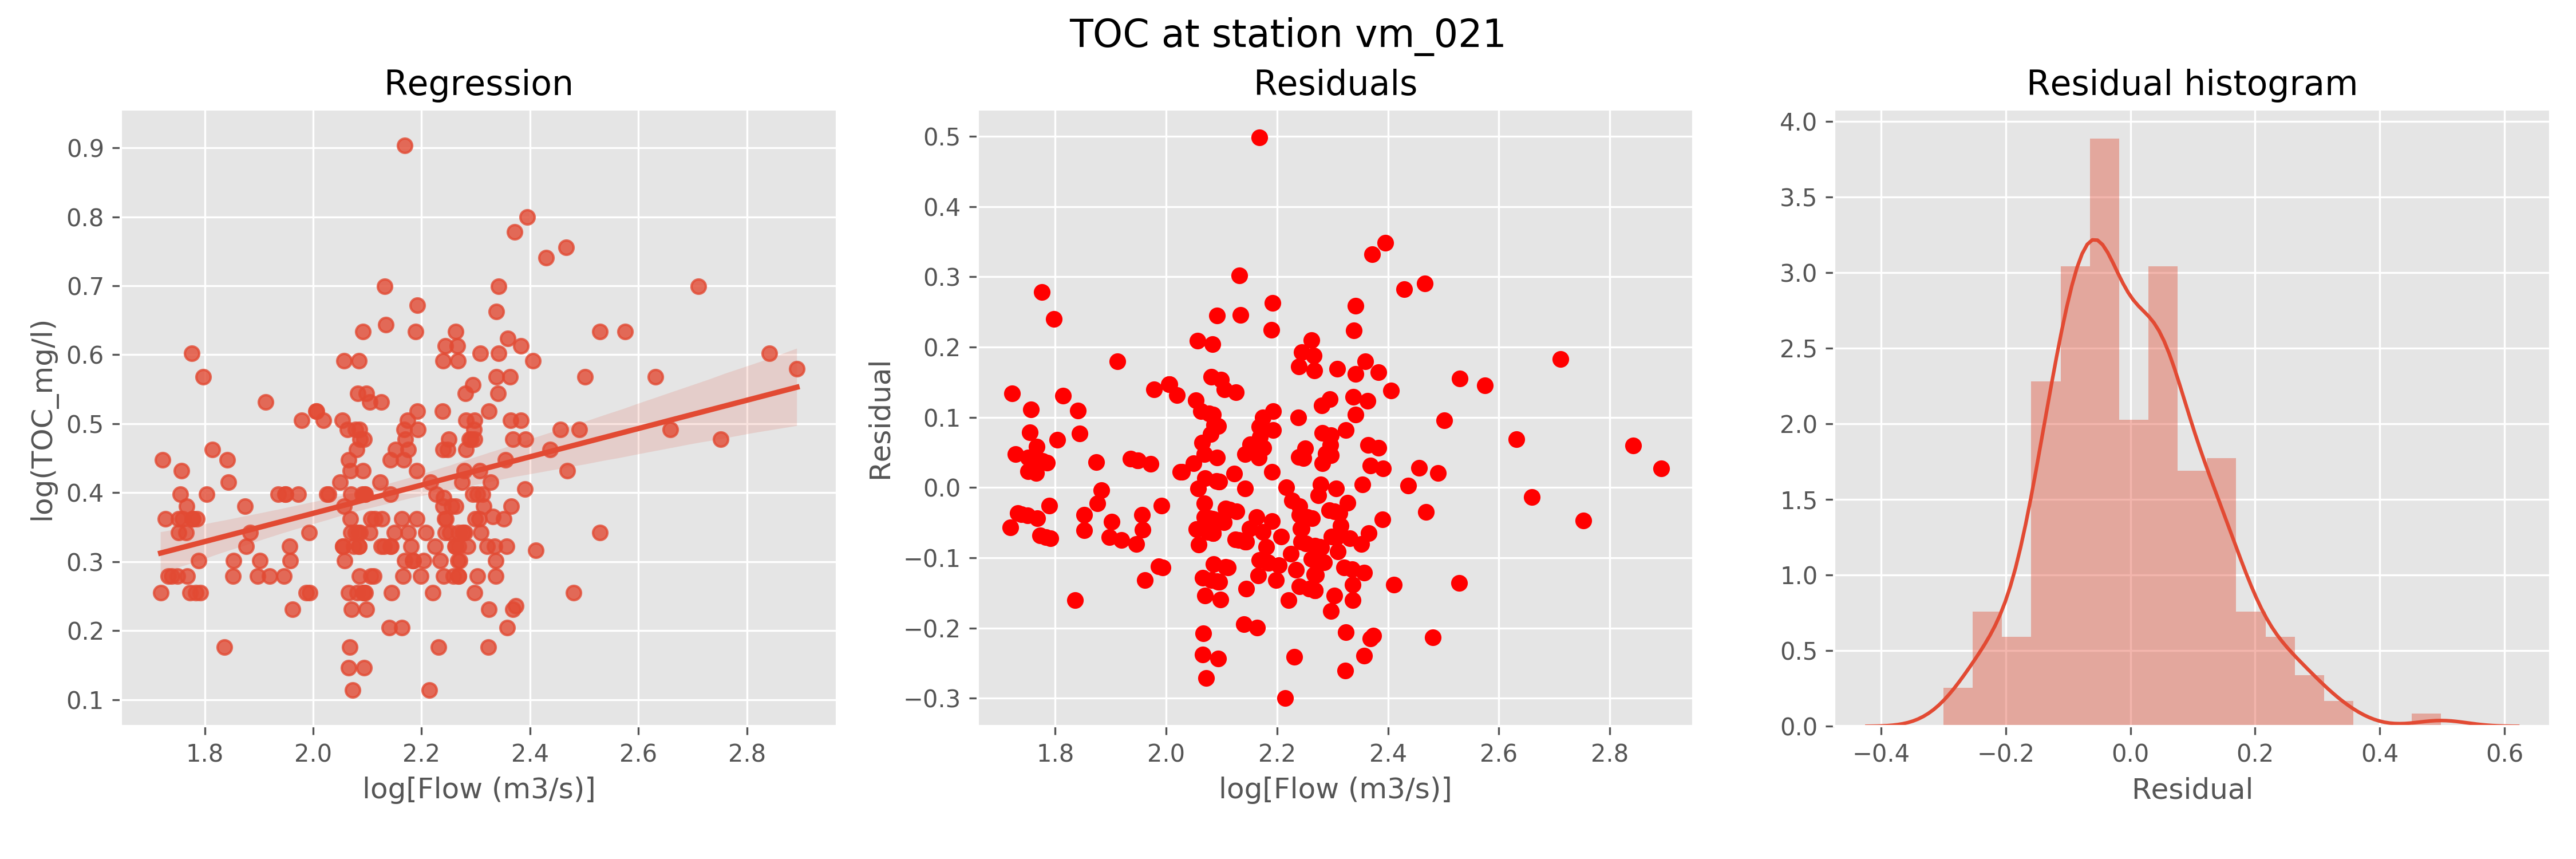 TOC at station vm_021
Regression
log(TOC_mg/l)
0.9
0.8
0.7
0.6
0.5
0.4
0.3
0.2
0.1
1.8 2.0 2.2 2.4 2.6 2.8
log[Flow (m3/s)]
Residuals
Residual
0.5
0.4
0.3
0.2
0.1
0.0
−0.1
−0.2
−0.3
1.8 2.0 2.2 2.4 2.6 2.8
log[Flow (m3/s)]
Residual histogram
4.0
3.5
3.0
2.5
2.0
1.5
1.0
0.5
0.0
−0.4 −0.2 0.0 0.2 0.4 0.6
Residual